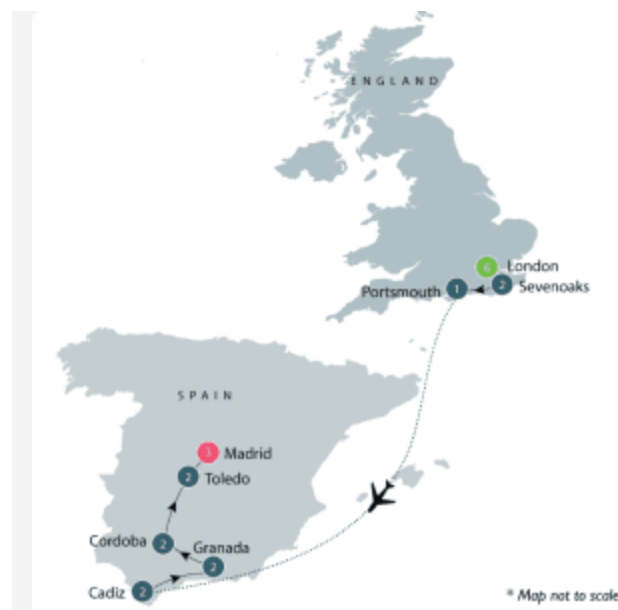 ENGLAND
6 London
Portsmouth 1 2 Sevenoaks
SPAIN
3 Madrid
2 Toledo
Cordoba 2
Granada
2
Cadiz 2
* Map not to scale